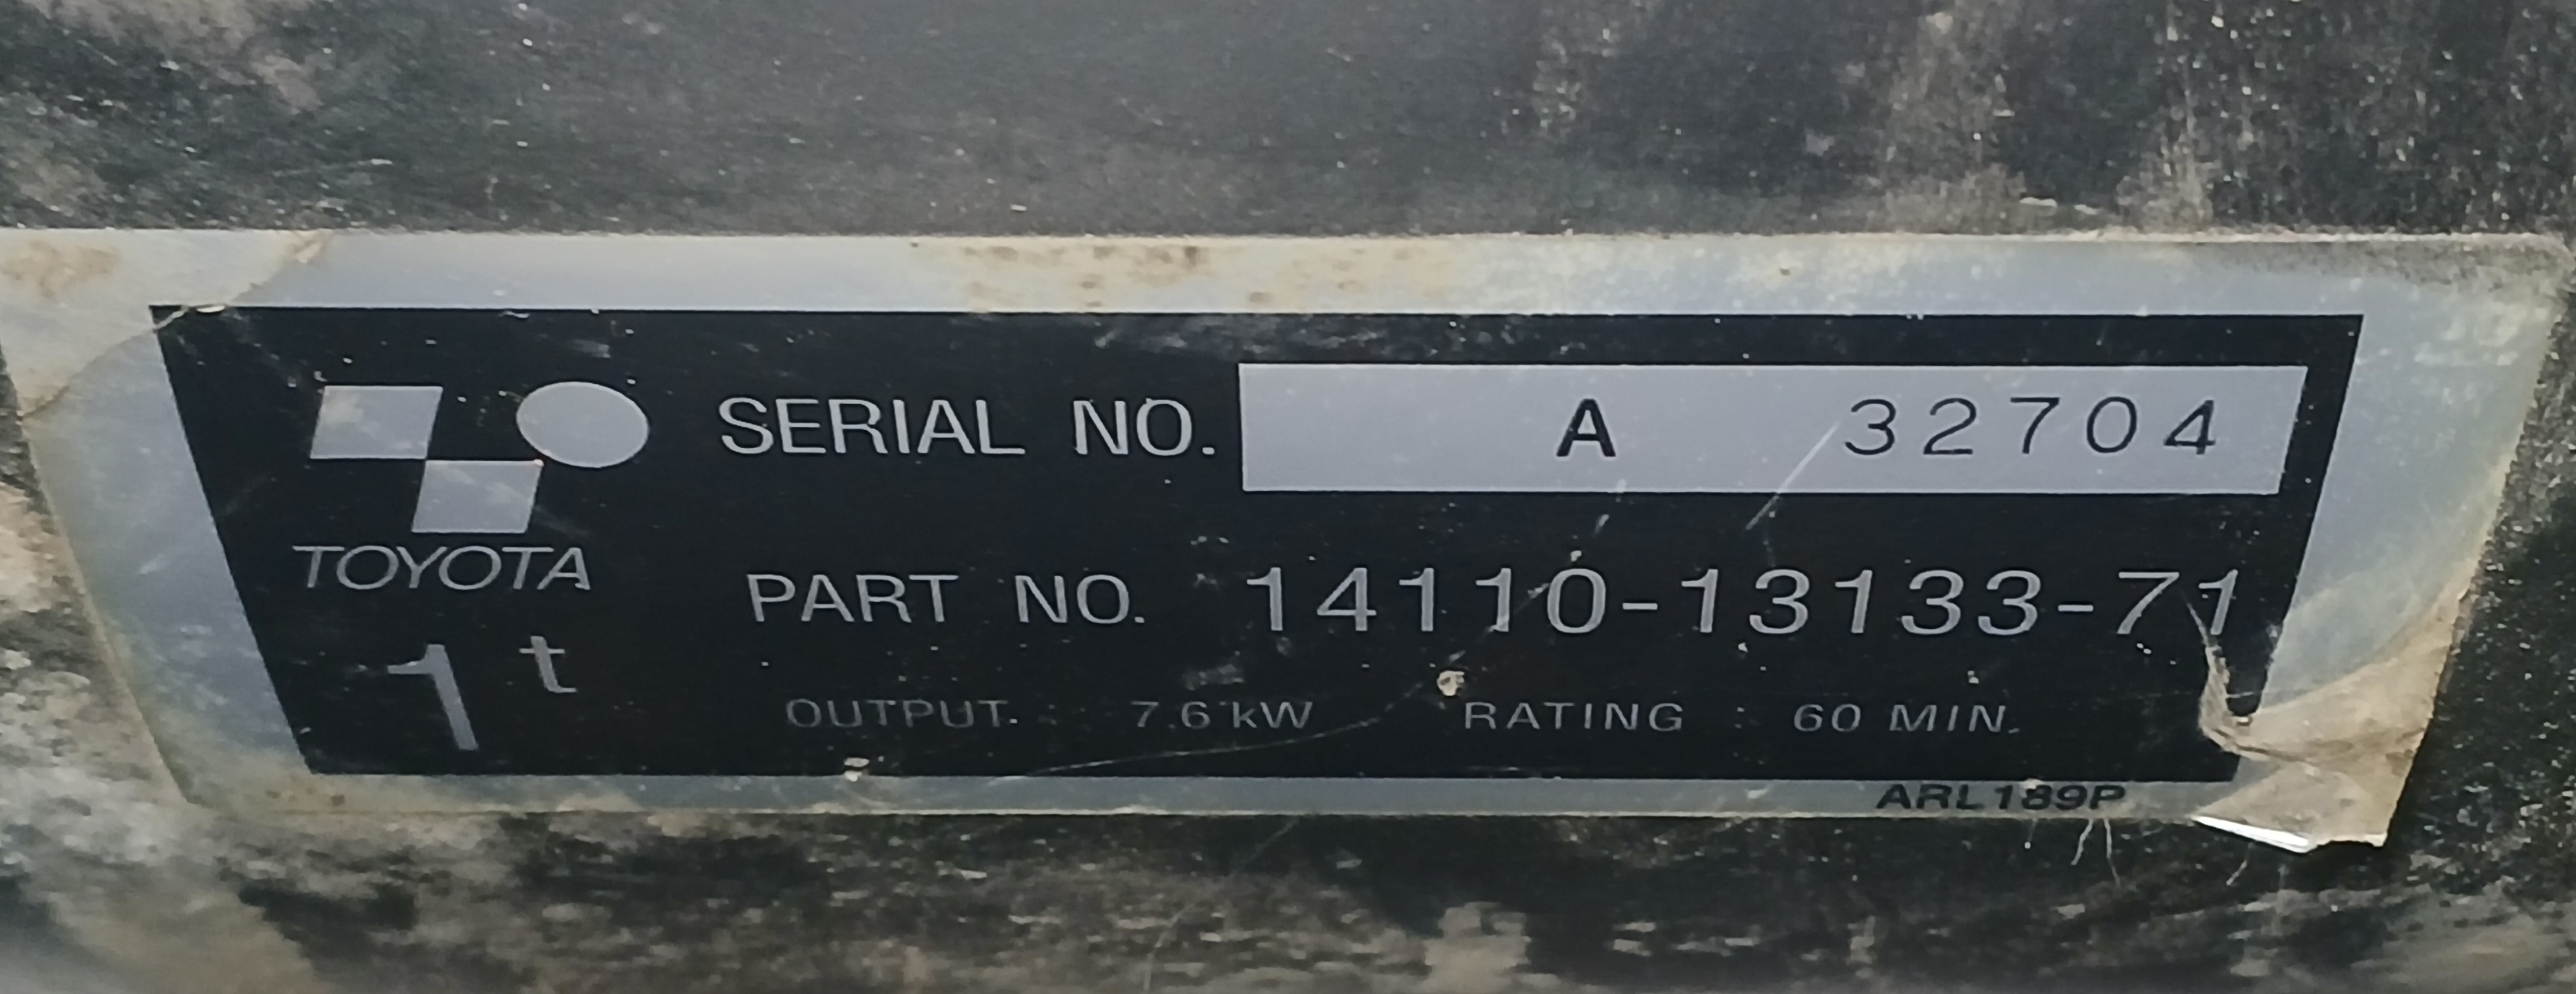 SERIAL NO. A 32704
TOYOTA
PART NO. 14110-13133-71
1t
OUTPUT : 7.6 kW RATING : 60 MIN.
ARL189P